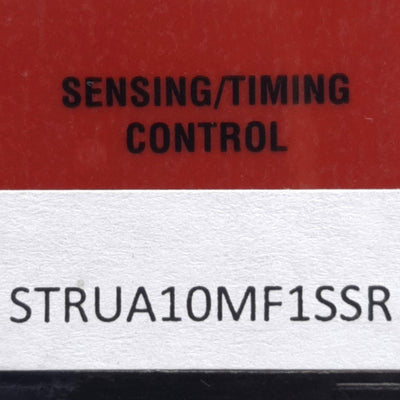 SENSING/TIMING
CONTROL
STRUA10MF1SSR